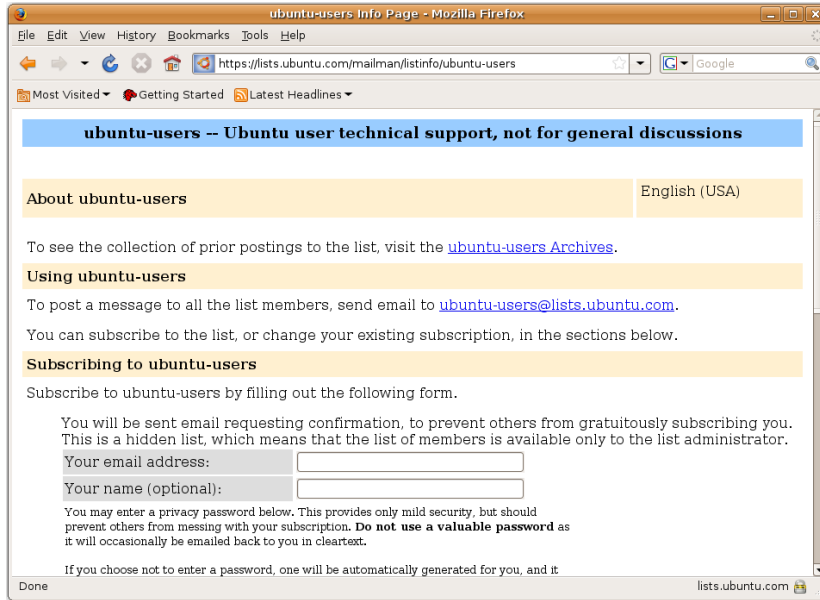 ubuntu-users Info Page - Mozilla Firefox
File Edit View History Bookmarks Tools Help
https://lists.ubuntu.com/mailman/listinfo/ubuntu-users
G Google
Most Visited Getting Started Latest Headlines
ubuntu-users -- Ubuntu user technical support, not for general discussions
About ubuntu-users
English (USA)
To see the collection of prior postings to the list, visit the ubuntu-users Archives.
Using ubuntu-users
To post a message to all the list members, send email to ubuntu-users@lists.ubuntu.com.
You can subscribe to the list, or change your existing subscription, in the sections below.
Subscribing to ubuntu-users
Subscribe to ubuntu-users by filling out the following form.
You will be sent email requesting confirmation, to prevent others from gratuitously subscribing you.
This is a hidden list, which means that the list of members is available only to the list administrator.
Your email address:
Your name (optional):
You may enter a privacy password below. This provides only mild security, but should
prevent others from messing with your subscription. Do not use a valuable password as
it will occasionally be emailed back to you in cleartext.
If you choose not to enter a password, one will be automatically generated for you, and it
Done
lists.ubuntu.com